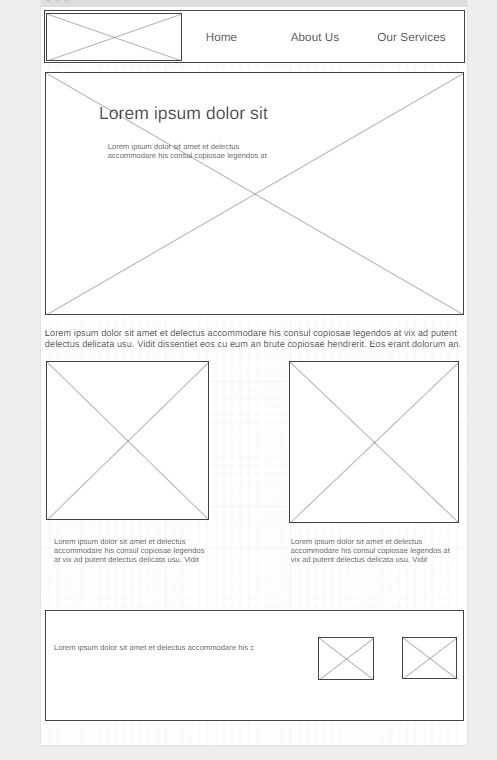 Home
About Us
Our Services
Lorem ipsum dolor sit
Lorem ipsum dolor sit amet et delectus
accommodare his consul copiosae legendos at
Lorem ipsum dolor sit amet et delectus accommodare his consul copiosae legendos at vix ad putent
delectus delicata usu. Vidit dissentiet eos cu eum an brute copiosae hendrerit. Eos erant dolorum an.
Lorem ipsum dolor sit amet et delectus
accommodare his consul copiosae legendos
at vix ad putent delectus delicata usu. Vidit
Lorem ipsum dolor sit amet et delectus
accommodare his consul copiosae legendos at
vix ad putent delectus delicata usu. Vidit
Lorem ipsum dolor sit amet et delectus accommodare his c